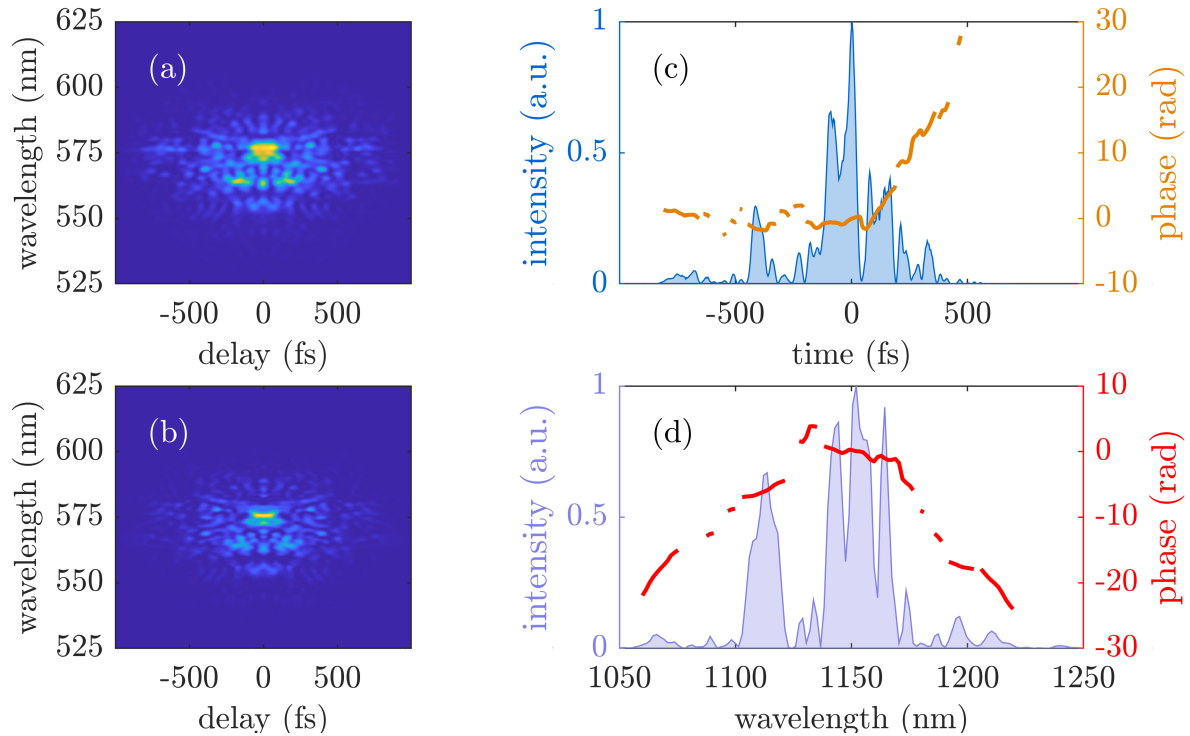 625
600
575
550
525
wavelength (nm)
(a)
-500 0 500
delay (fs)
1
0.5
0
intensity (a.u.)
(c)
30
20
10
0
-10
phase (rad)
-500 0 500
time (fs)
625
600
575
550
525
wavelength (nm)
(b)
-500 0 500
delay (fs)
1
0.5
0
intensity (a.u.)
(d)
10
0
-10
-20
-30
phase (rad)
1050 1100 1150 1200 1250
wavelength (nm)